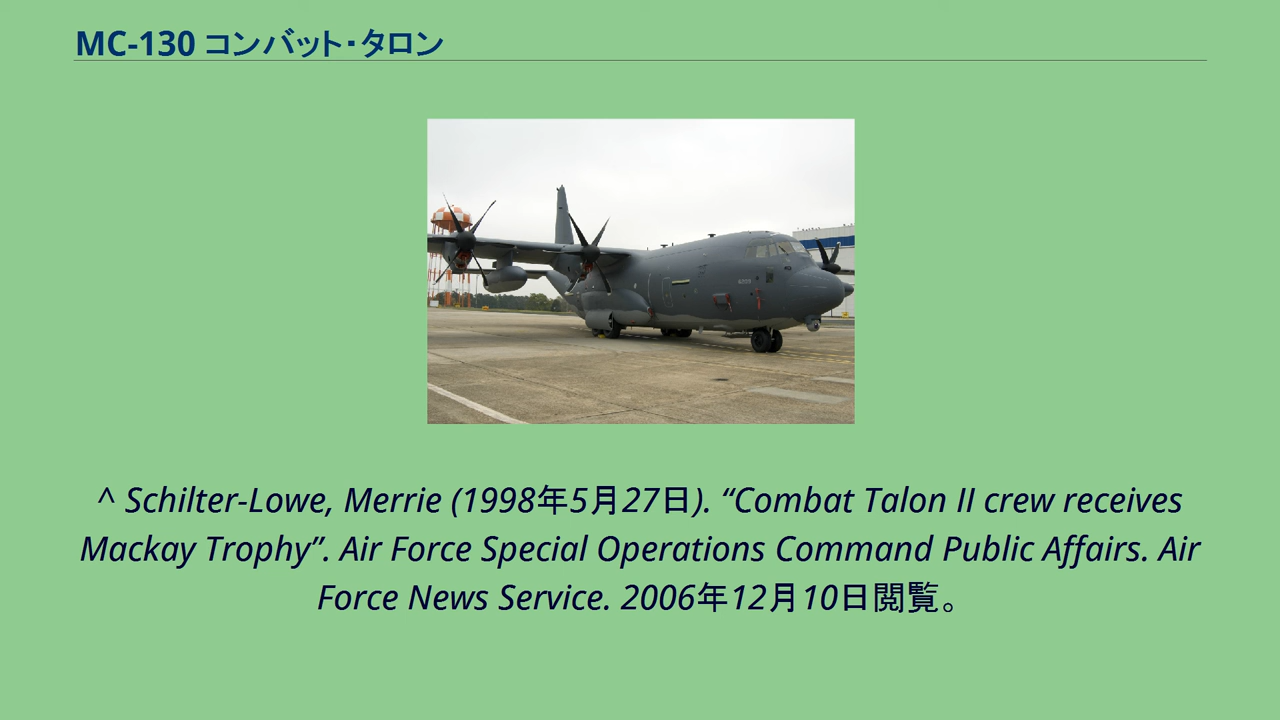 MC-130 コンバット・タロン
^ Schilter-Lowe, Merrie (1998年5月27日). “Combat Talon II crew receives
Mackay Trophy”. Air Force Special Operations Command Public Affairs. Air
Force News Service. 2006年12月10日閲覧。